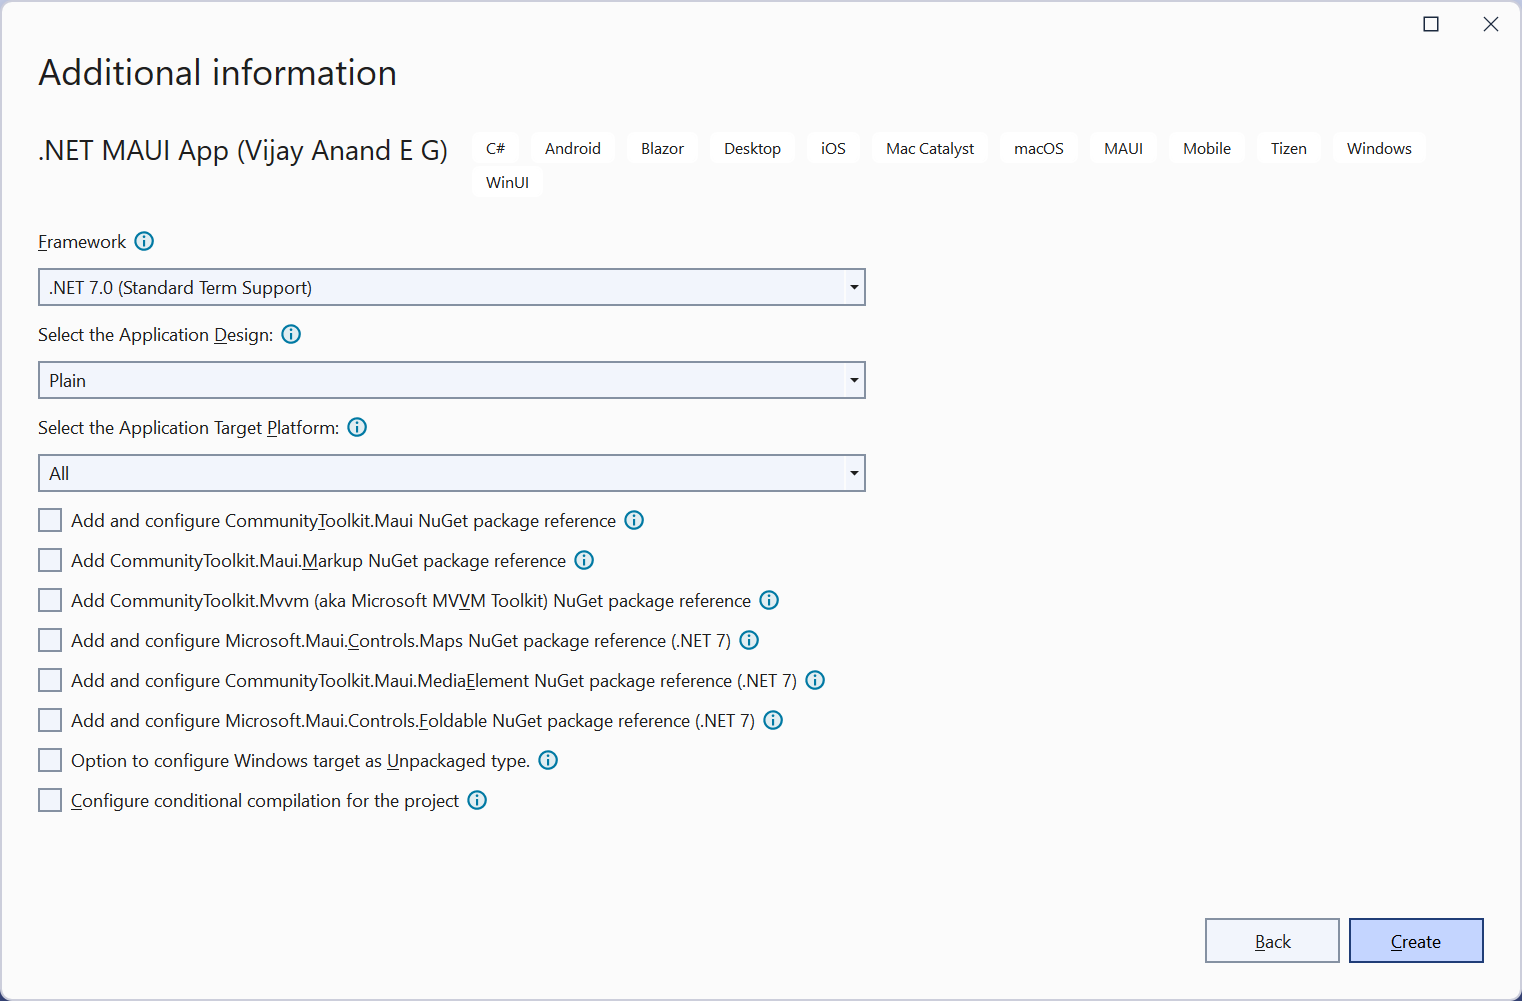 Additional information
.NET MAUI App (Vijay Anand E G) C# Android Blazor Desktop iOS Mac Catalyst macOS MAUI Mobile Tizen Windows
WinUI
Framework
.NET 7.0 (Standard Term Support)
Select the Application Design:
Plain
Select the Application Target Platform:
All
Add and configure CommunityToolkit.Maui NuGet package reference
Add CommunityToolkit.Maui.Markup NuGet package reference
Add CommunityToolkit.Mvvm (aka Microsoft MVVM Toolkit) NuGet package reference
Add and configure Microsoft.Maui.Controls.Maps NuGet package reference (.NET 7)
Add and configure CommunityToolkit.Maui.MediaElement NuGet package reference (.NET 7)
Add and configure Microsoft.Maui.Controls.Foldable NuGet package reference (.NET 7)
Option to configure Windows target as Unpackaged type.
Configure conditional compilation for the project
Back Create